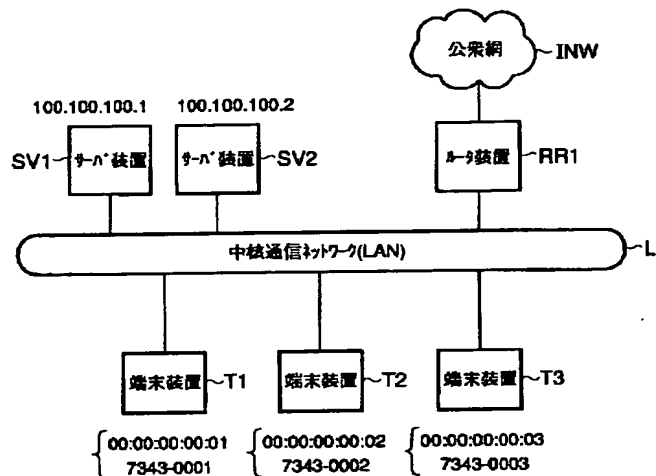 公衆網
INW
100.100.100.1
100.100.100.2
SV1
サーバ装置
サーバ装置
SV2
ルータ装置
RR1
中核通信ネットワーク(LAN)
L
端末装置
T1
端末装置
T2
端末装置
T3
00:00:00:00:01
7343-0001
00:00:00:00:02
7343-0002
00:00:00:00:03
7343-0003